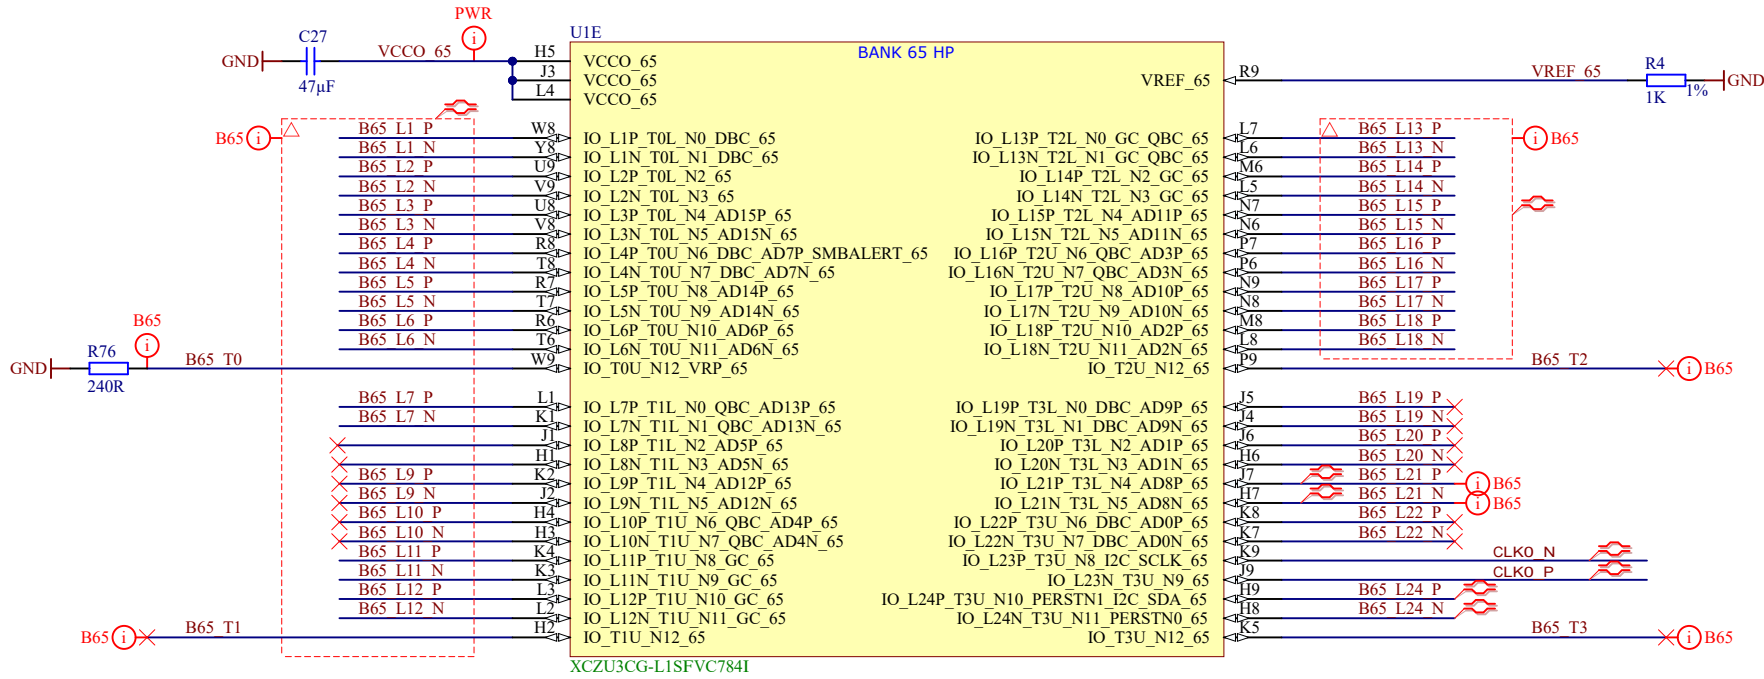 PWR
U1E
C27
GND
VCCO_65
47µF
BANK 65 HP
H5 VCCO_65
J3 VCCO_65
L4 VCCO_65
VREF_65 R9 VREF_65 R4 GND
1K 1%
B65
B65_L1_P W8 IO_L1P_T0L_N0_DBC_65
B65_L1_N Y8 IO_L1N_T0L_N1_DBC_65
B65_L2_P U9 IO_L2P_T0L_N2_65
B65_L2_N V9 IO_L2N_T0L_N3_65
B65_L3_P U8 IO_L3P_T0L_N4_AD15P_65
B65_L3_N V8 IO_L3N_T0L_N5_AD15N_65
B65_L4_P R8 IO_L4P_T0U_N6_DBC_AD7P_SMBALERT_65
B65_L4_N T8 IO_L4N_T0U_N7_DBC_AD7N_65
B65_L5_P R7 IO_L5P_T0U_N8_AD14P_65
B65_L5_N T7 IO_L5N_T0U_N9_AD14N_65
B65_L6_P R6 IO_L6P_T0U_N10_AD6P_65
B65_L6_N T6 IO_L6N_T0U_N11_AD6N_65
B65
R76
GND B65_T0 W9 IO_T0U_N12_VRP_65
240R
B65_L7_P L1 IO_L7P_T1L_N0_QBC_AD13P_65
B65_L7_N K1 IO_L7N_T1L_N1_QBC_AD13N_65
J1 IO_L8P_T1L_N2_AD5P_65
H1 IO_L8N_T1L_N3_AD5N_65
B65_L9_P K2 IO_L9P_T1L_N4_AD12P_65
B65_L9_N J2 IO_L9N_T1L_N5_AD12N_65
B65_L10_P H4 IO_L10P_T1U_N6_QBC_AD4P_65
B65_L10_N H3 IO_L10N_T1U_N7_QBC_AD4N_65
B65_L11_P K4 IO_L11P_T1U_N8_GC_65
B65_L11_N K3 IO_L11N_T1U_N9_GC_65
B65_L12_P L3 IO_L12P_T1U_N10_GC_65
B65_L12_N L2 IO_L12N_T1U_N11_GC_65
B65 B65_T1 H2 IO_T1U_N12_65
IO_L13P_T2L_N0_GC_QBC_65 L7 B65_L13_P B65
IO_L13N_T2L_N1_GC_QBC_65 L6 B65_L13_N
IO_L14P_T2L_N2_GC_65 M6 B65_L14_P
IO_L14N_T2L_N3_GC_65 L5 B65_L14_N
IO_L15P_T2L_N4_AD11P_65 N7 B65_L15_P
IO_L15N_T2L_N5_AD11N_65 N6 B65_L15_N
IO_L16P_T2U_N6_QBC_AD3P_65 P7 B65_L16_P
IO_L16N_T2U_N7_QBC_AD3N_65 P6 B65_L16_N
IO_L17P_T2U_N8_AD10P_65 N9 B65_L17_P
IO_L17N_T2U_N9_AD10N_65 N8 B65_L17_N
IO_L18P_T2U_N10_AD2P_65 M8 B65_L18_P
IO_L18N_T2U_N11_AD2N_65 L8 B65_L18_N
IO_T2U_N12_65 P9 B65_T2 B65
IO_L19P_T3L_N0_DBC_AD9P_65 J5 B65_L19_P
IO_L19N_T3L_N1_DBC_AD9N_65 J4 B65_L19_N
IO_L20P_T3L_N2_AD1P_65 J6 B65_L20_P
IO_L20N_T3L_N3_AD1N_65 H6 B65_L20_N
IO_L21P_T3L_N4_AD8P_65 J7 B65_L21_P B65
IO_L21N_T3L_N5_AD8N_65 H7 B65_L21_N B65
IO_L22P_T3U_N6_DBC_AD0P_65 K8 B65_L22_P
IO_L22N_T3U_N7_DBC_AD0N_65 K7 B65_L22_N
IO_L23P_T3U_N8_I2C_SCLK_65 K9 CLK0_N
IO_L23N_T3U_N9_65 J9 CLK0_P
IO_L24P_T3U_N10_PERSTN1_I2C_SDA_65 H9 B65_L24_P
IO_L24N_T3U_N11_PERSTN0_65 H8 B65_L24_N
IO_T3U_N12_65 K5 B65_T3 B65
XCZU3CG-L1SFVC784I